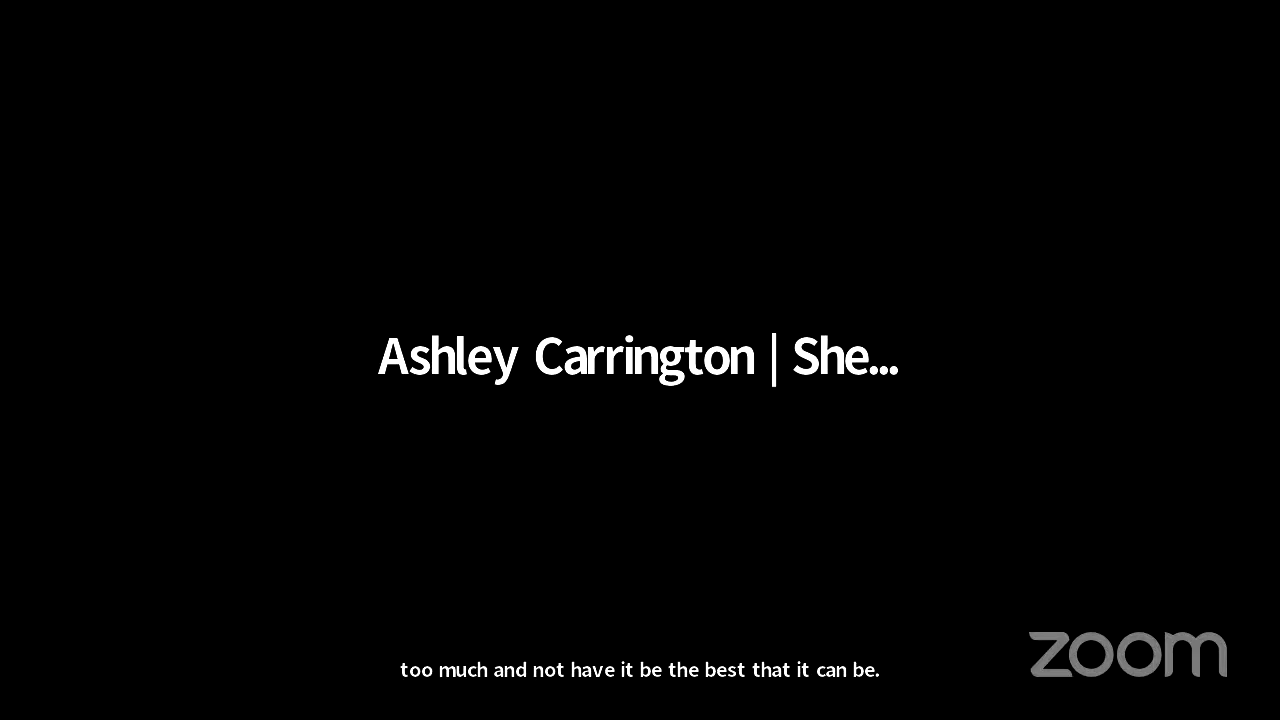 Ashley Carrington | She...
too much and not have it be the best that it can be.
zoom